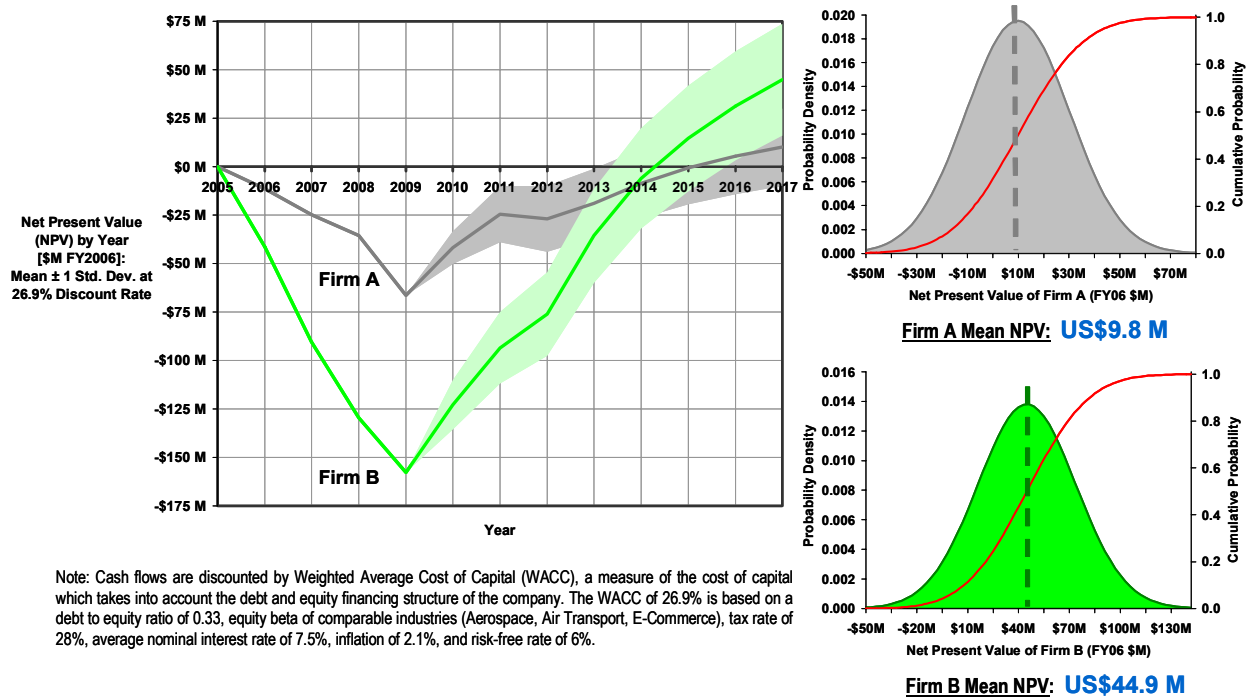 $75 M
$50 M
$25 M
$0 M
-$25 M
-$50 M
-$75 M
-$100 M
-$125 M
-$150 M
-$175 M
2005 2006 2007 2008 2009 2010 2011 2012 2013 2014 2015 2016 2017
Net Present Value
(NPV) by Year
[$M FY2006]:
Mean ± 1 Std. Dev. at
26.9% Discount Rate
Firm A
Firm B
Year
Note: Cash flows are discounted by Weighted Average Cost of Capital (WACC), a measure of the cost of capital
which takes into account the debt and equity financing structure of the company. The WACC of 26.9% is based on a
debt to equity ratio of 0.33, equity beta of comparable industries (Aerospace, Air Transport, E-Commerce), tax rate of
28%, average nominal interest rate of 7.5%, inflation of 2.1%, and risk-free rate of 6%.
Probability Density
0.020
0.018
0.016
0.014
0.012
0.010
0.008
0.006
0.004
0.002
0.000
1.0
0.8
0.6
0.4
0.2
0.0
Cumulative Probability
-$50M -$30M -$10M $10M $30M $50M $70M
Net Present Value of Firm A (FY06 $M)
Firm A Mean NPV: US$9.8 M
Probability Density
0.016
0.014
0.012
0.010
0.008
0.006
0.004
0.002
0.000
1.0
0.8
0.6
0.4
0.2
0.0
Cumulative Probability
-$50M -$20M $10M $40M $70M $100M $130M
Net Present Value of Firm B (FY06 $M)
Firm B Mean NPV: US$44.9 M